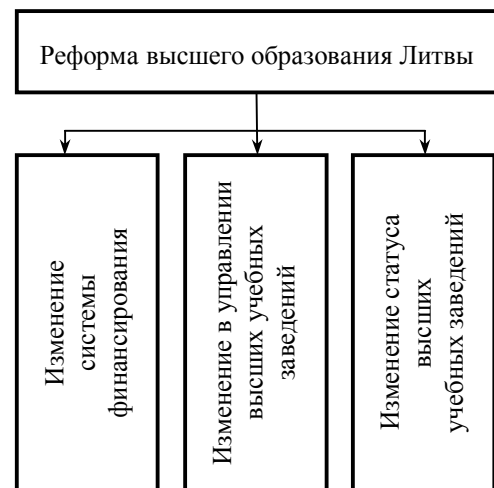 Реформа высшего образования Литвы
Изменение
системы
финансирования
Изменение в управлении
высших учебных
заведений
Изменение статуса
высших
учебных заведений